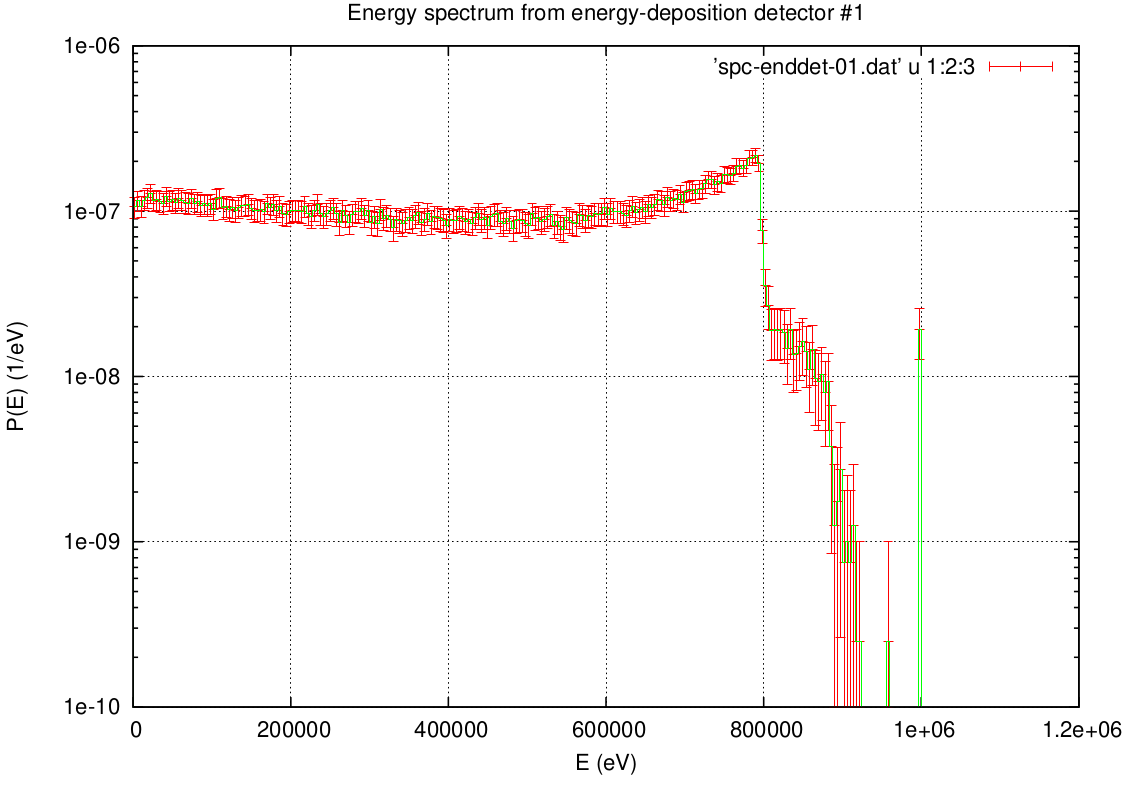 Energy spectrum from energy-deposition detector #1
'spc-enddet-01.dat' u 1:2:3
P(E) (1/eV)
1e-06
1e-07
1e-08
1e-09
1e-10
0 200000 400000 600000 800000 1e+06 1.2e+06
E (eV)